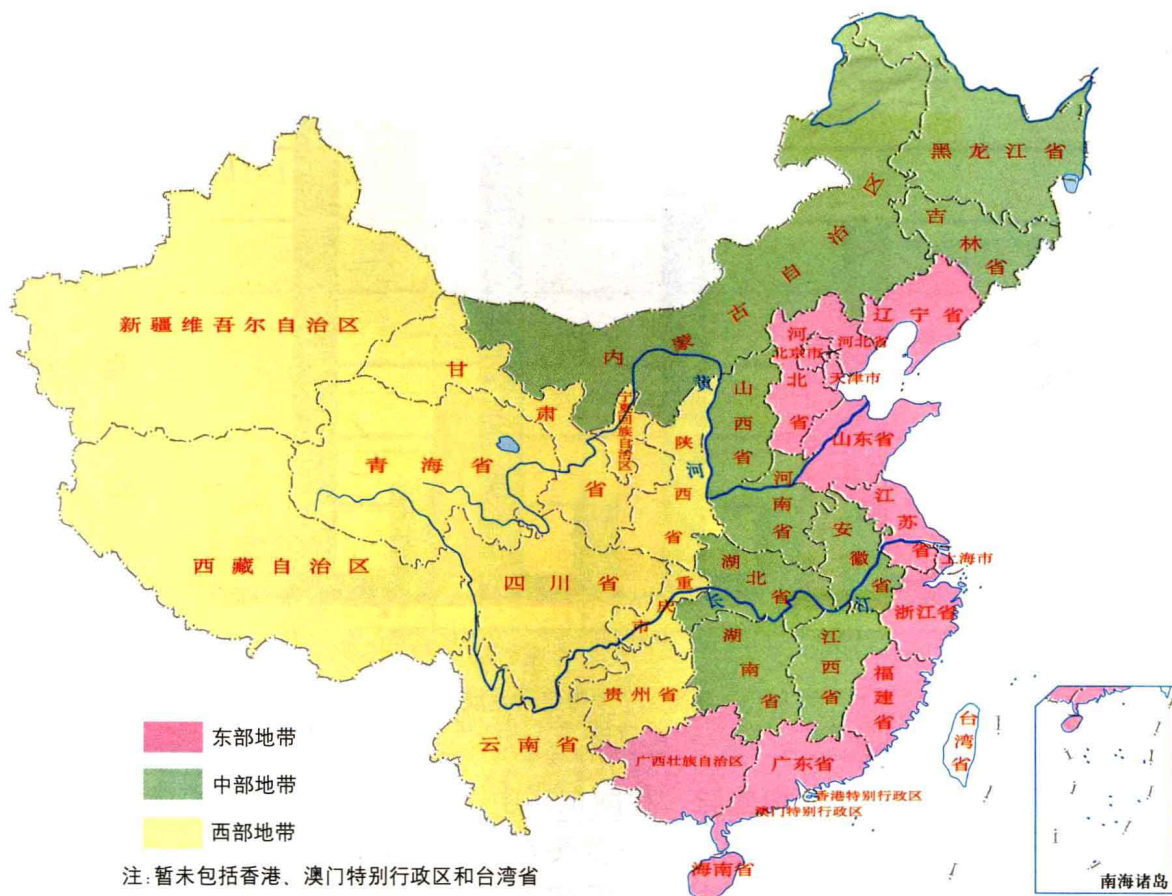 黑龙江省
吉林省
辽宁省
内蒙古自治区
新疆维吾尔自治区
甘肃省
宁夏回族自治区
青海省
西藏自治区
四川省
陕西省
山西省
河北省
河北省
北京市
天津市
山东省
河南省
江苏省
安徽省
上海市
湖北省
重庆市
浙江省
湖南省
江西省
福建省
贵州省
云南省
广西壮族自治区
广东省
香港特别行政区
澳门特别行政区
海南省
台湾省
黄河
长江
东部地带
中部地带
西部地带
注:暂未包括香港、澳门特别行政区和台湾省
南海诸岛